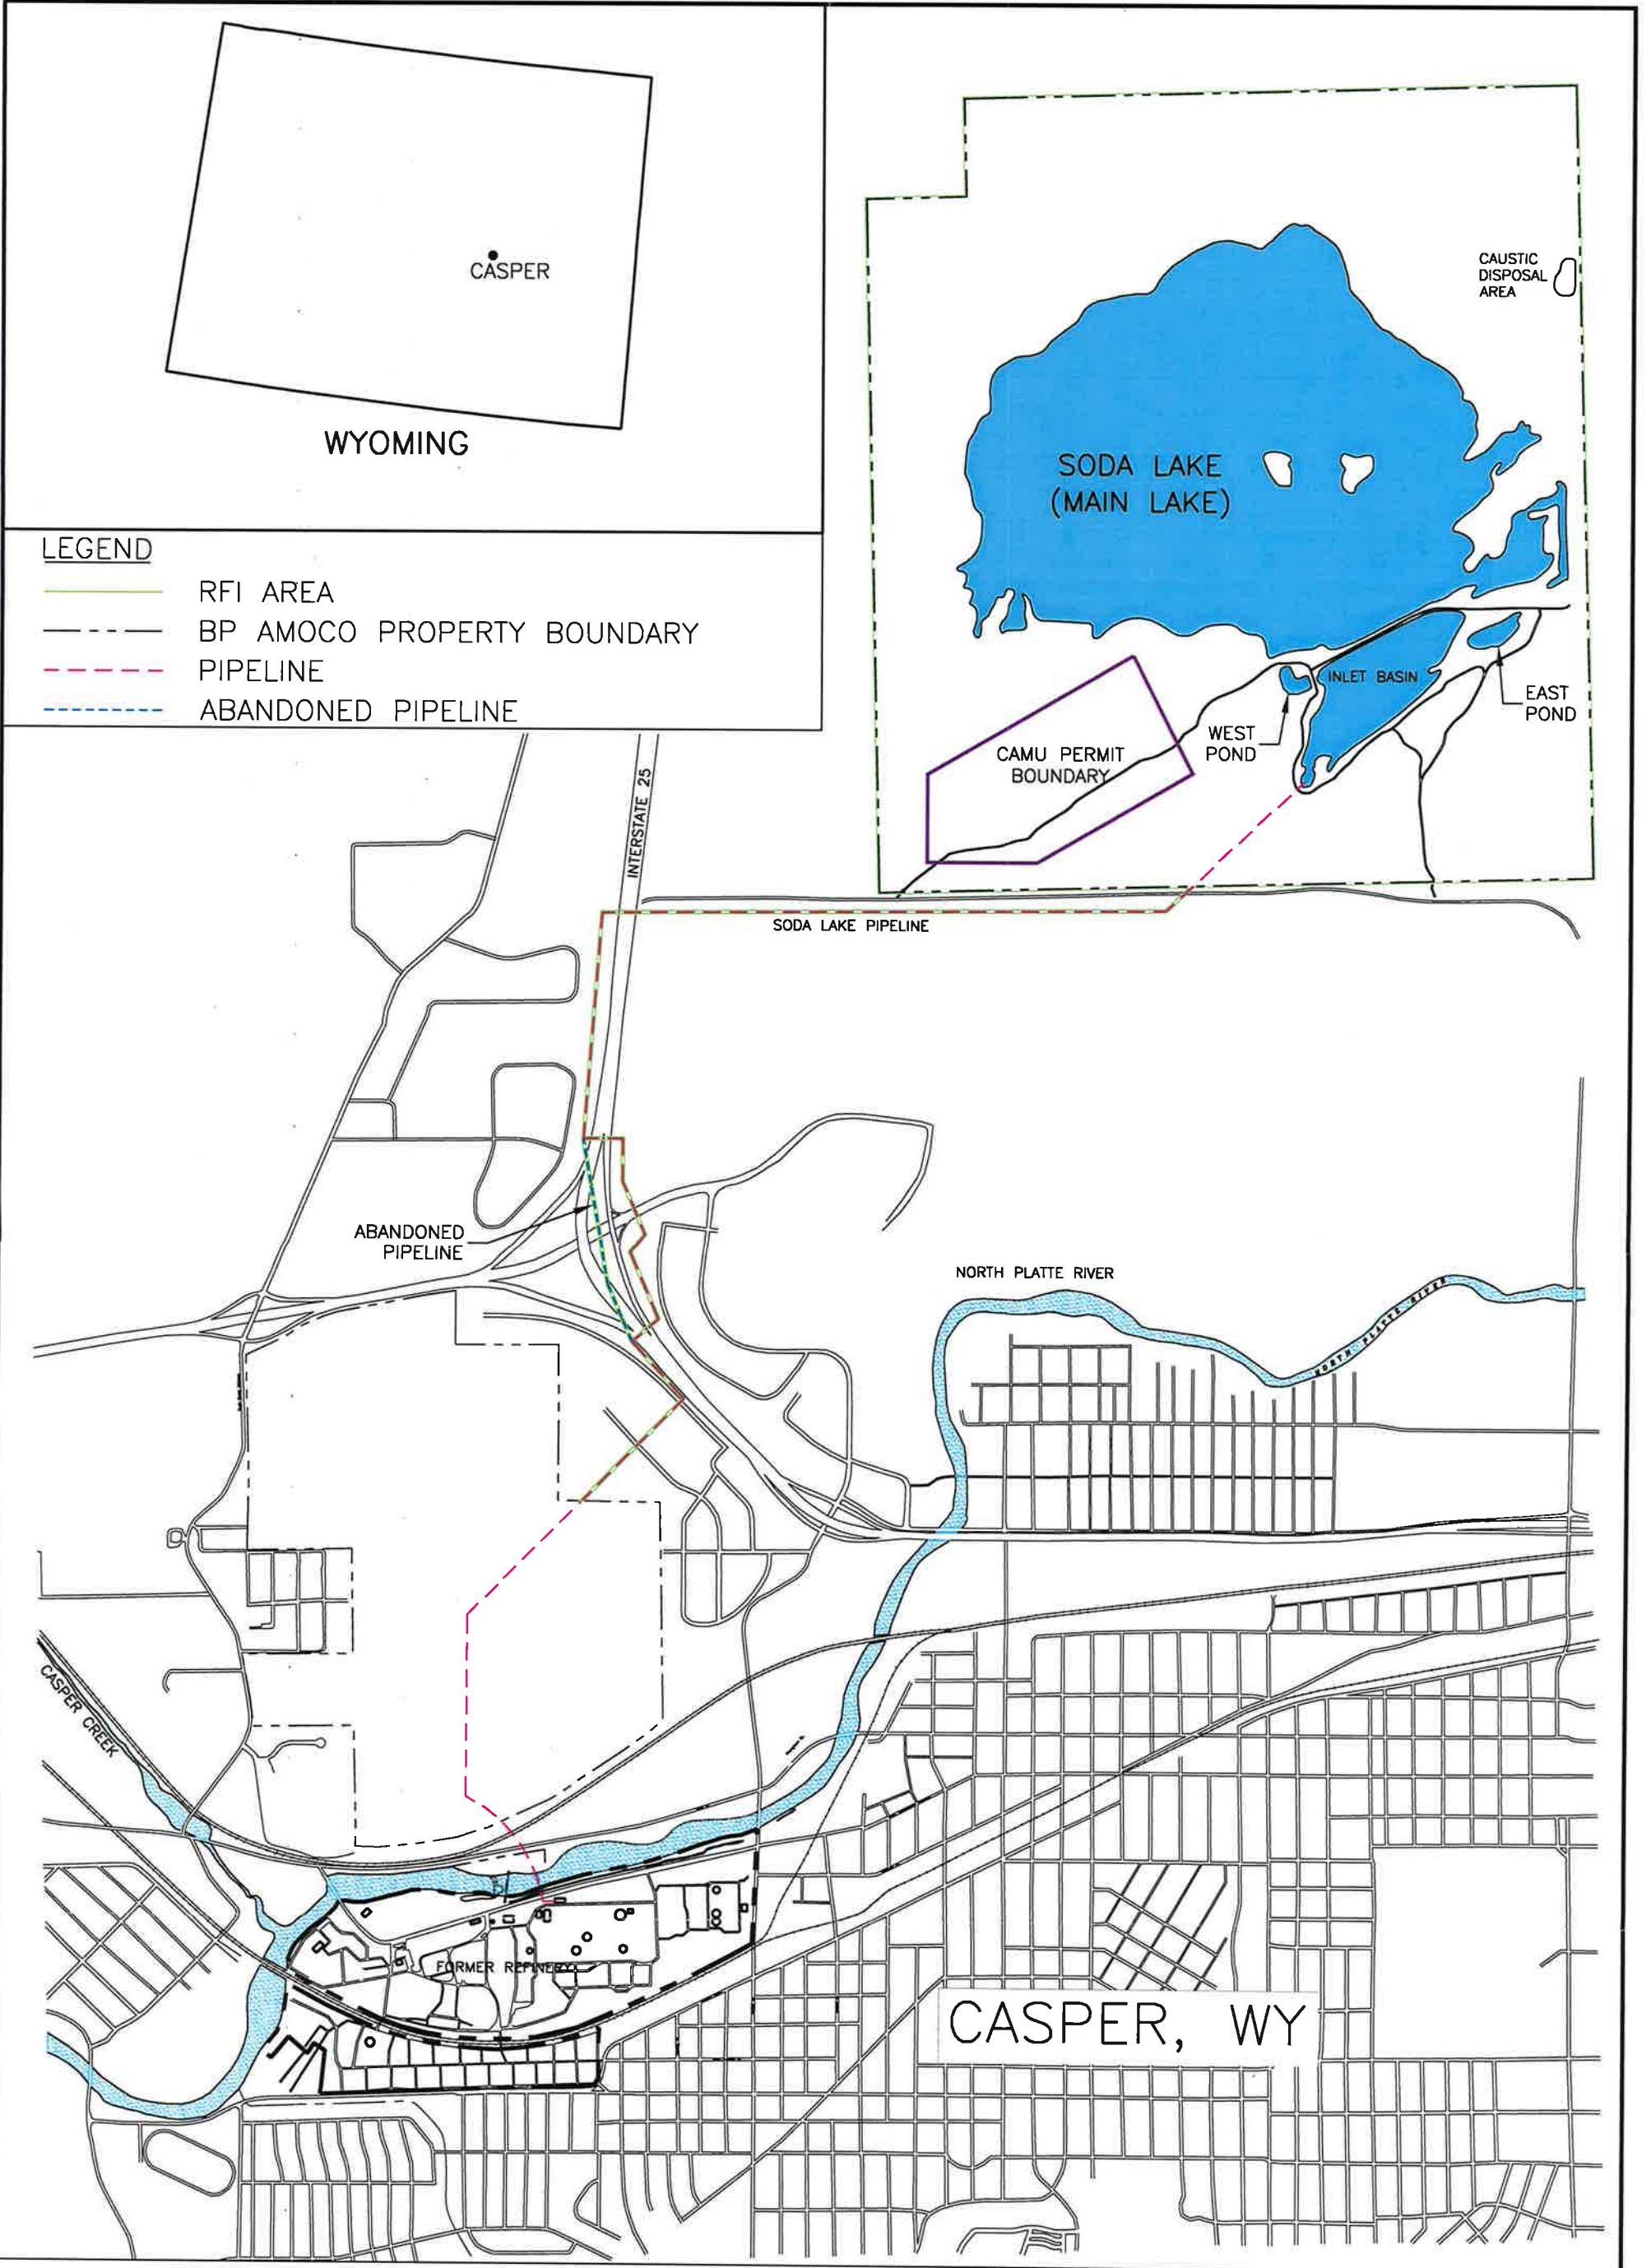 CASPER
WYOMING
LEGEND
RFI AREA
BP AMOCO PROPERTY BOUNDARY
PIPELINE
ABANDONED PIPELINE
CAUSTIC
DISPOSAL
AREA
SODA LAKE
(MAIN LAKE)
INLET BASIN
EAST
POND
WEST
POND
CAMU PERMIT
BOUNDARY
INTERSTATE 25
SODA LAKE PIPELINE
ABANDONED
PIPELINE
NORTH PLATTE RIVER
NORTH PLATTE RIVER
CASPER CREEK
FORMER REFINERY
CASPER, WY